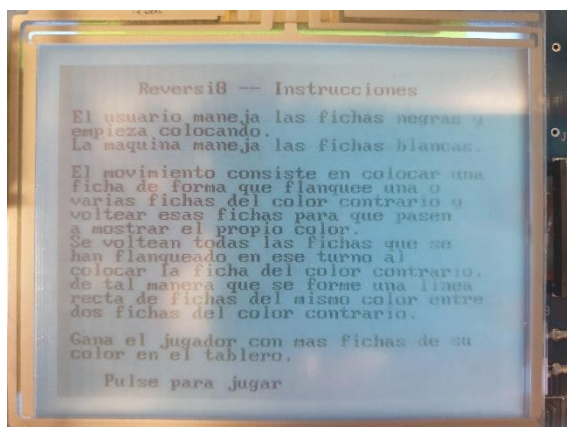 Reversi8 -- Instrucciones
El usuario maneja las fichas negras y
empieza colocando.
La maquina maneja las fichas blancas.
El movimiento consiste en colocar una
ficha de forma que flanquee una o
varias fichas del color contrario y
voltear esas fichas para que pasen
a mostrar el propio color.
Se voltean todas las fichas que se
han flanqueado en ese turno al
colocar la ficha del color contrario,
de tal manera que se forme una linea
recta de fichas del mismo color entre
dos fichas del color contrario.
Gana el jugador con mas fichas de su
color en el tablero.
Pulse para jugar